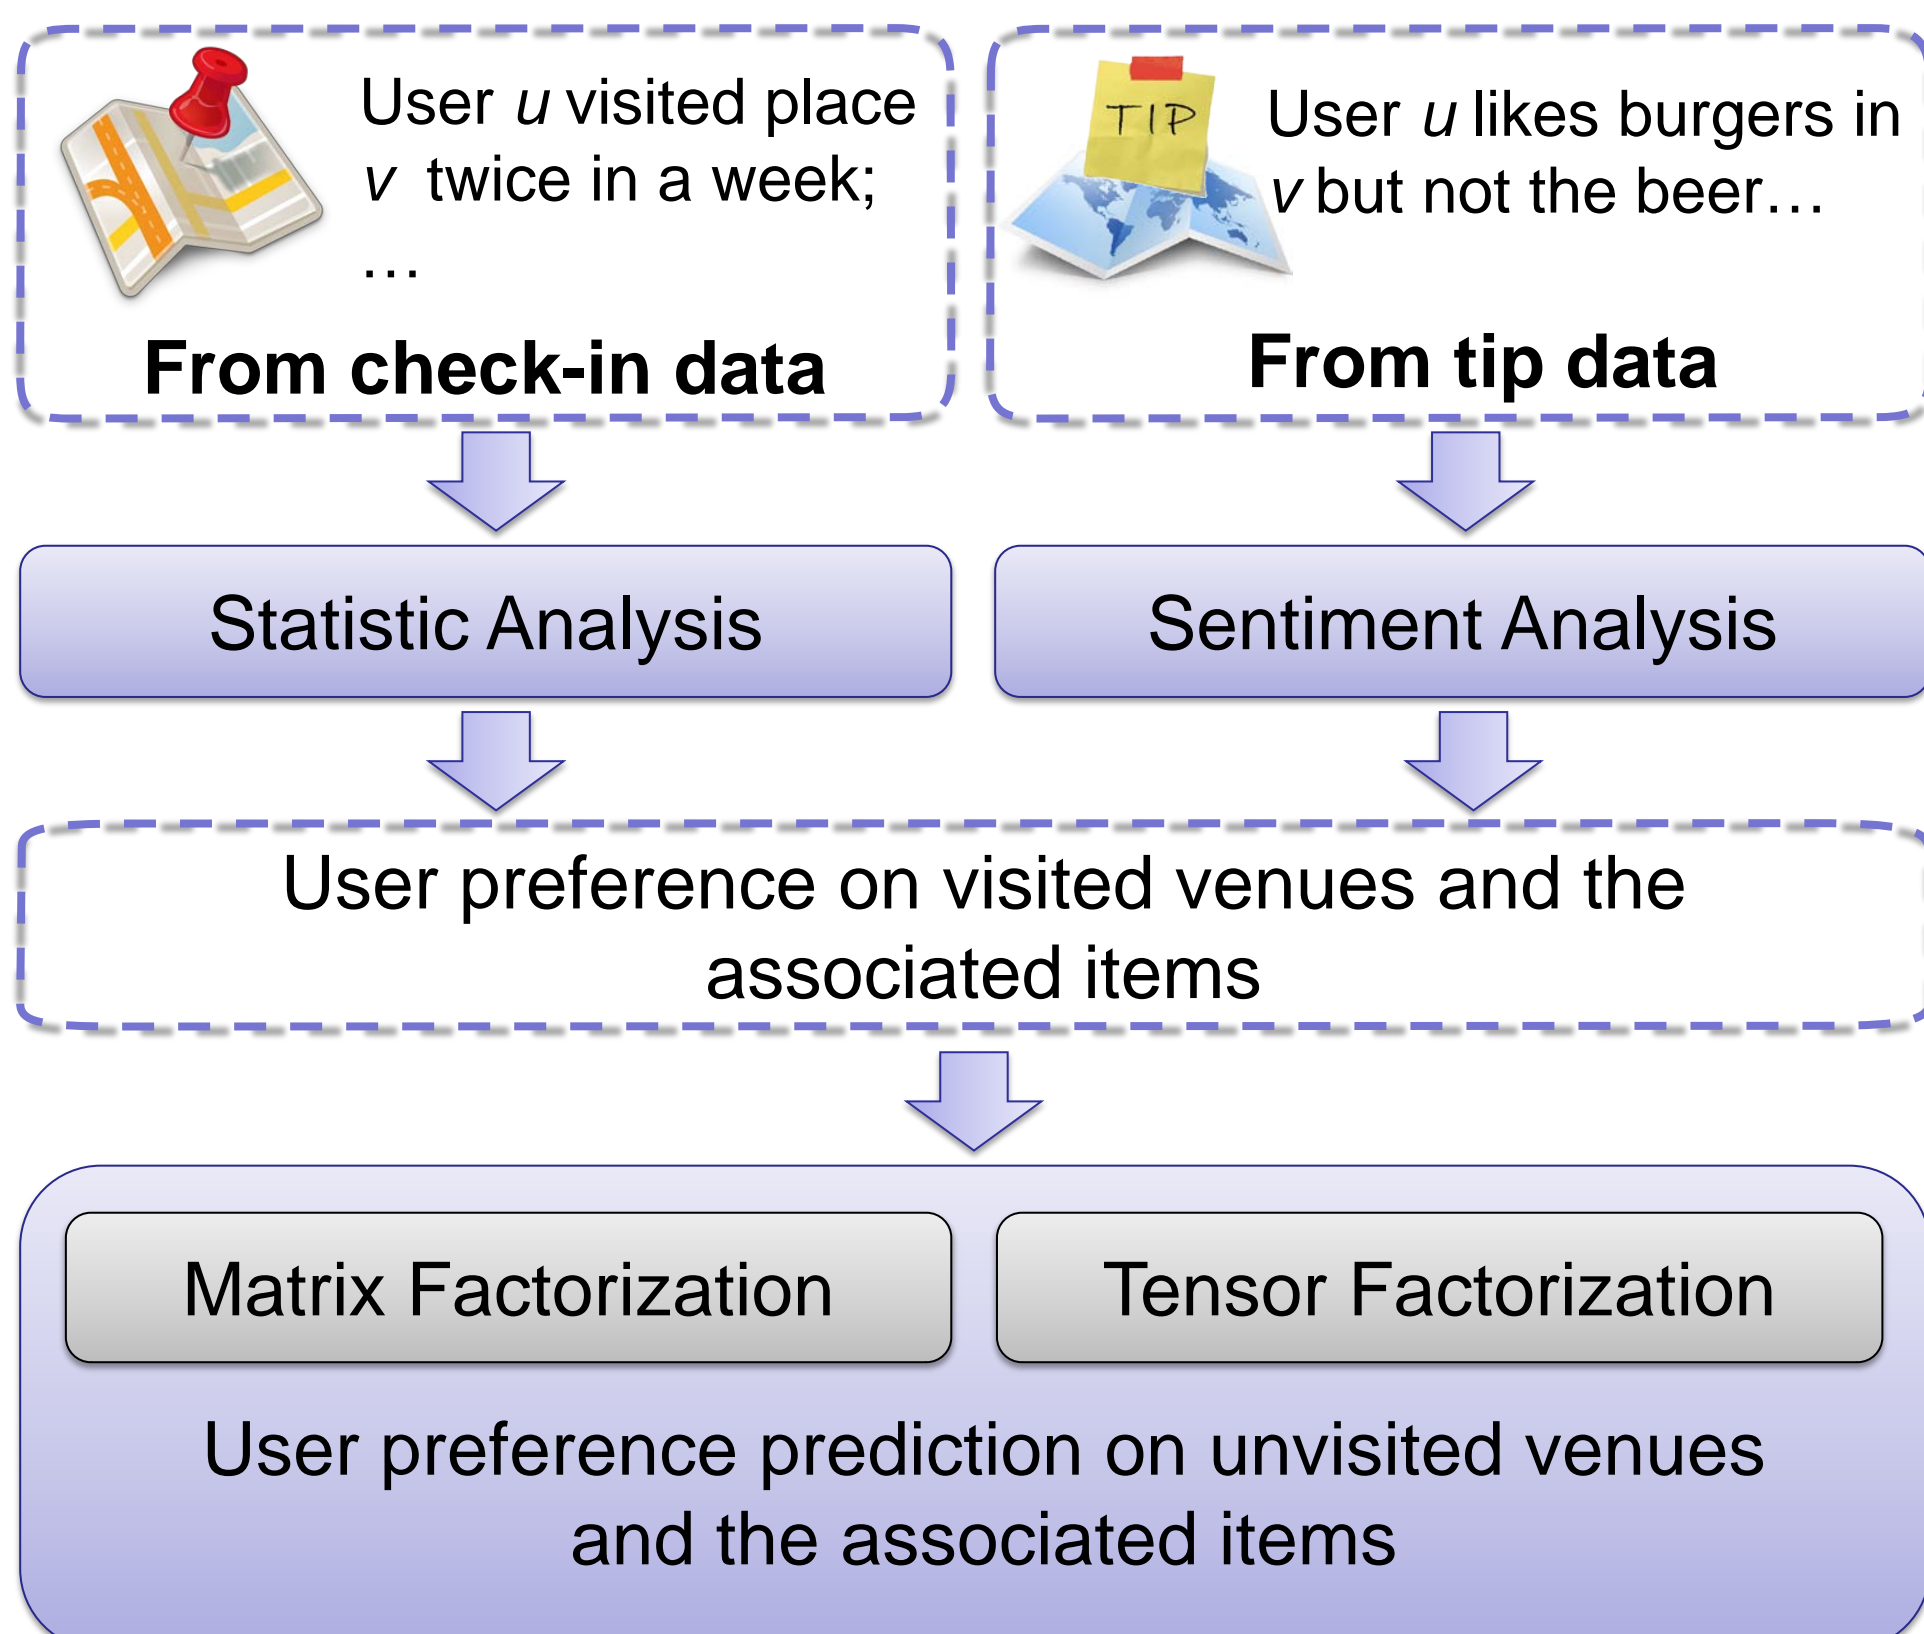 User u visited place
v twice in a week;
…
From check-in data
TIP
User u likes burgers in
v but not the beer…
From tip data
Statistic Analysis
Sentiment Analysis
User preference on visited venues and the
associated items
Matrix Factorization
Tensor Factorization
User preference prediction on unvisited venues
and the associated items